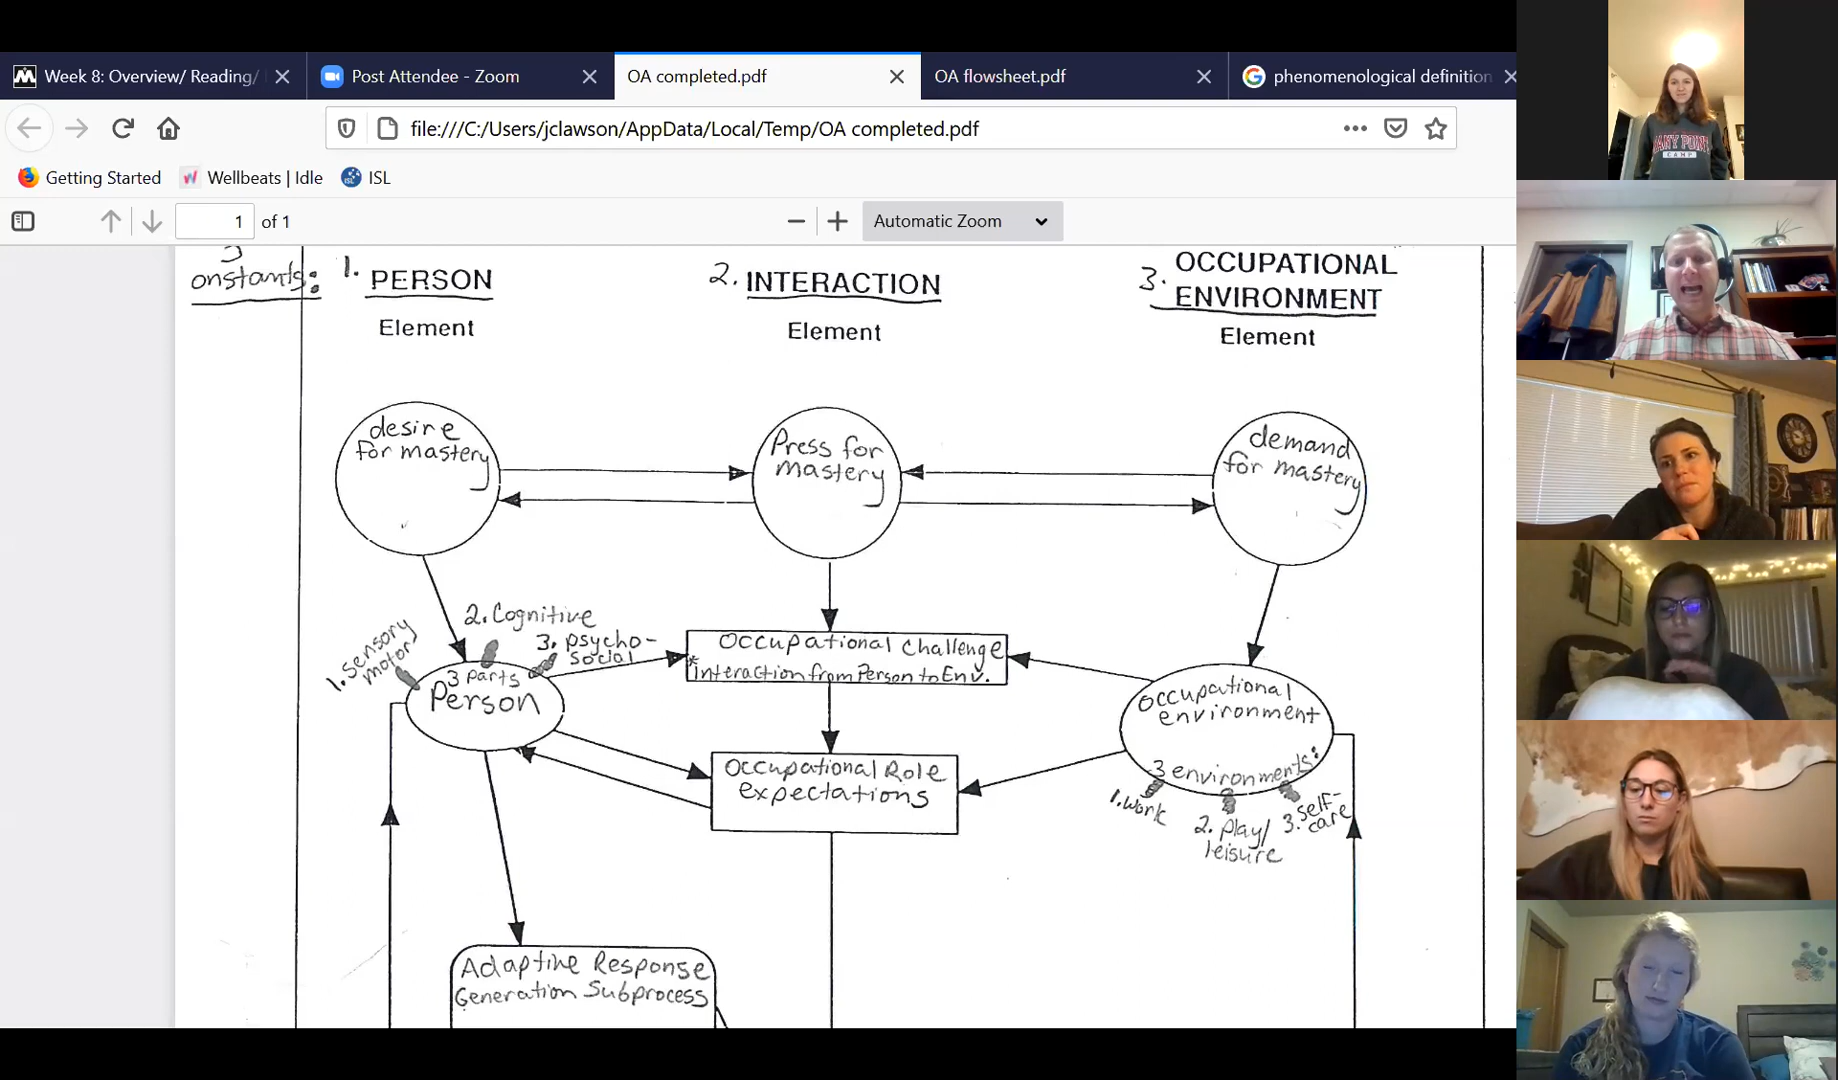 Week 8: Overview/ Reading/
Post Attendee - Zoom
OA completed.pdf
OA flowsheet.pdf
phenomenological definition
file:///C:/Users/jclawson/AppData/Local/Temp/OA completed.pdf
Getting Started
Wellbeats | Idle
ISL
1 of 1
Automatic Zoom
onstants:
1. PERSON
Element
2. INTERACTION
Element
3. OCCUPATIONAL
ENVIRONMENT
Element
desire
for mastery
Press for
mastery
demand
for mastery
1. Sensory
motor
2. Cognitive
3. psycho-
social
3 parts
Person
Occupational Challenge
*interaction from Person to Env.
Occupational
environment
3 environments:
1. work
2. play/
leisure
3. self-
care
Occupational Role
expectations
Adaptive Response
Generation Subprocess
MANY POINT
CAMP